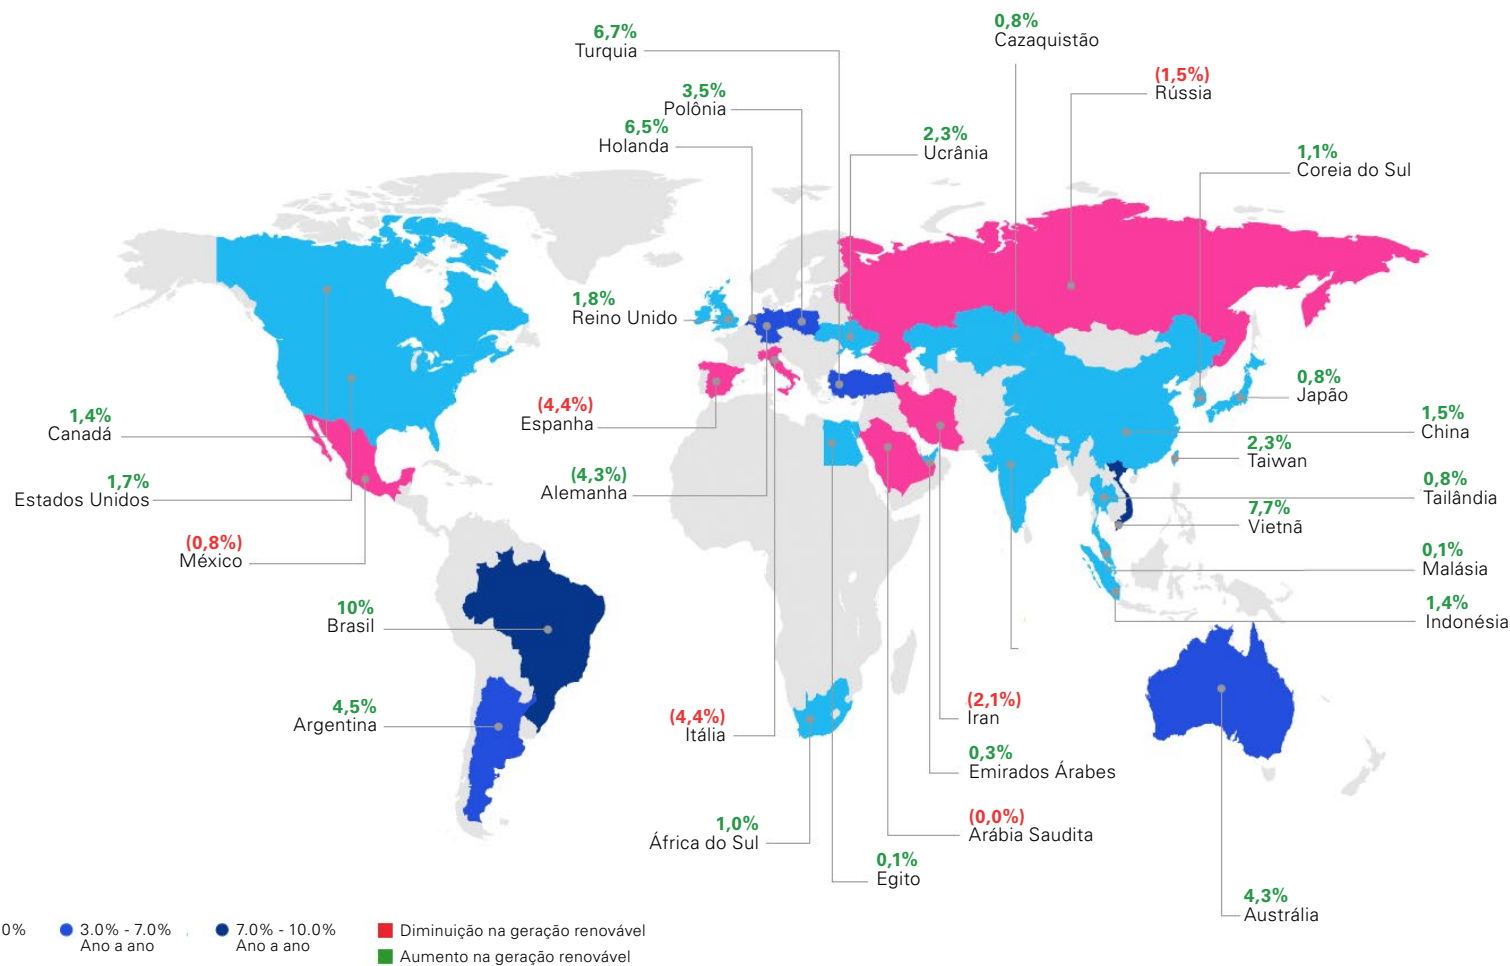 0,8%
Cazaquistão
6,7%
Turquia
(1,5%)
Rússia
3,5%
Polônia
6,5%
Holanda
2,3%
Ucrânia
1,1%
Coreia do Sul
1,8%
Reino Unido
(4,4%)
Espanha
0,8%
Japão
1,4%
Canadá
1,5%
China
2,3%
Taiwan
(4,3%)
Alemanha
1,7%
Estados Unidos
0,8%
Tailândia
7,7%
Vietnã
(0,8%)
México
0,1%
Malásia
10%
Brasil
1,4%
Indonésia
4,5%
Argentina
(4,4%)
Itália
(2,1%)
Iran
0,3%
Emirados Árabes
1,0%
África do Sul
(0,0%)
Arábia Saudita
0,1%
Egito
4,3%
Austrália
0%
3.0% - 7.0%
Ano a ano
7.0% - 10.0%
Ano a ano
Diminuição na geração renovável
Aumento na geração renovável